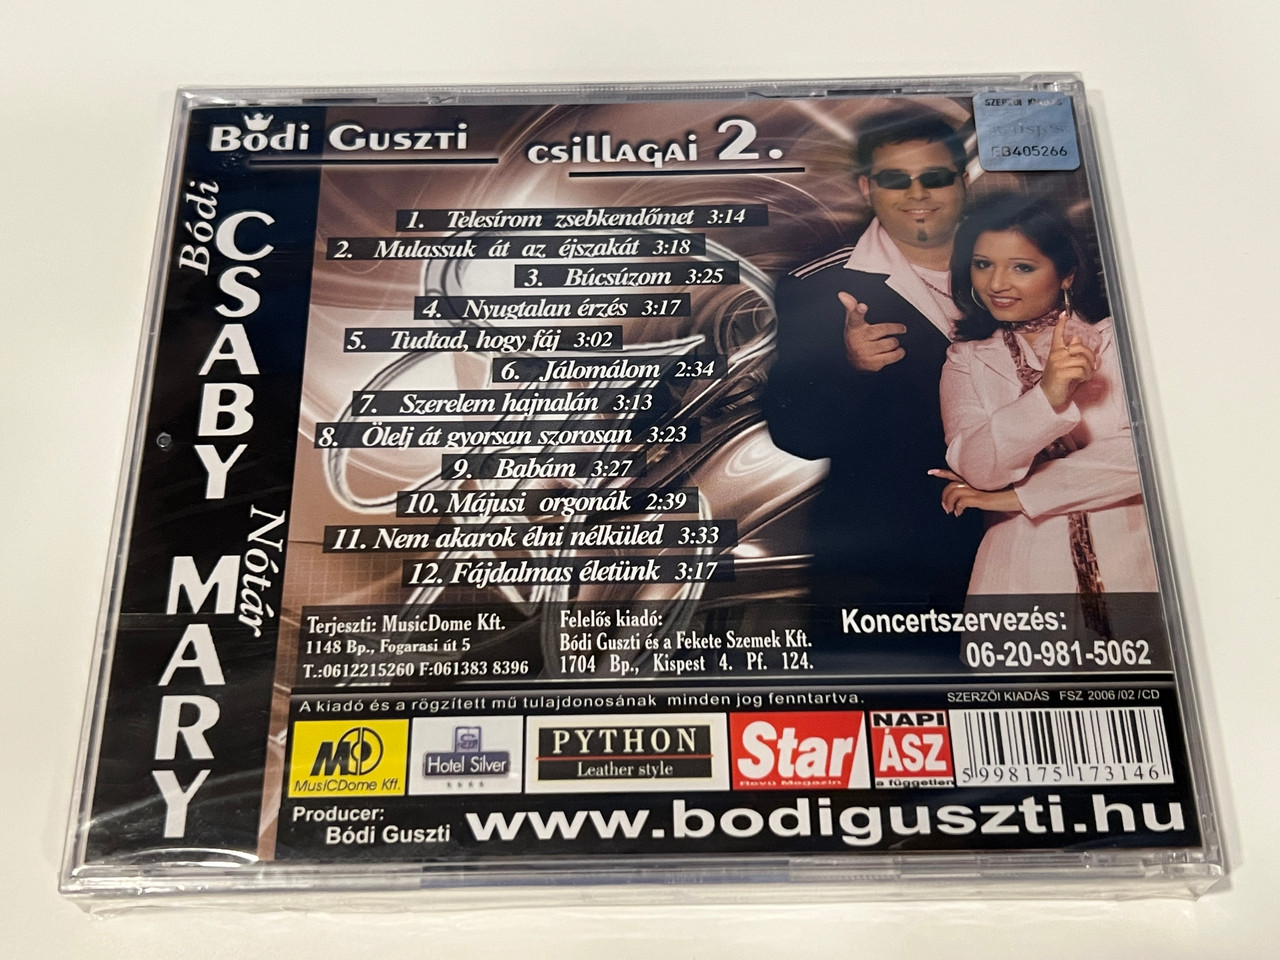 Bódi Guszti csillagai 2.
Bódi
CSABY
Nótár
MARY
SZERZŐI KIADÁS
EB405266
1. Telesírom zsebkendőmet 3:14
2. Mulassuk át az éjszakát 3:18
3. Búcsúzom 3:25
4. Nyugtalan érzés 3:17
5. Tudtad, hogy fáj 3:02
6. Jálomálom 2:34
7. Szerelem hajnalán 3:13
8. Ölelj át gyorsan szorosan 3:23
9. Babám 3:27
10. Májusi orgonák 2:39
11. Nem akarok élni nélküled 3:33
12. Fájdalmas életünk 3:17
Terjeszti: MusicDome Kft.
1148 Bp., Fogarasi út 5
T.:0612215260 F:061383 8396
Felelős kiadó:
Bódi Guszti és a Fekete Szemek Kft.
1704 Bp., Kispest 4. Pf. 124.
Koncertszervezés:
06-20-981-5062
A kiadó és a rögzített mű tulajdonosának minden jog fenntartva.
SZERZŐI KIADÁS FSZ 2006/02/CD
MCD
MusiCDome Kft.
Hotel Silver
PYTHON
Leather style
Star
Revü Magazin
NAPI
ÁSZ
a független
5998175173146
Producer:
Bódi Guszti
www.bodiguszti.hu